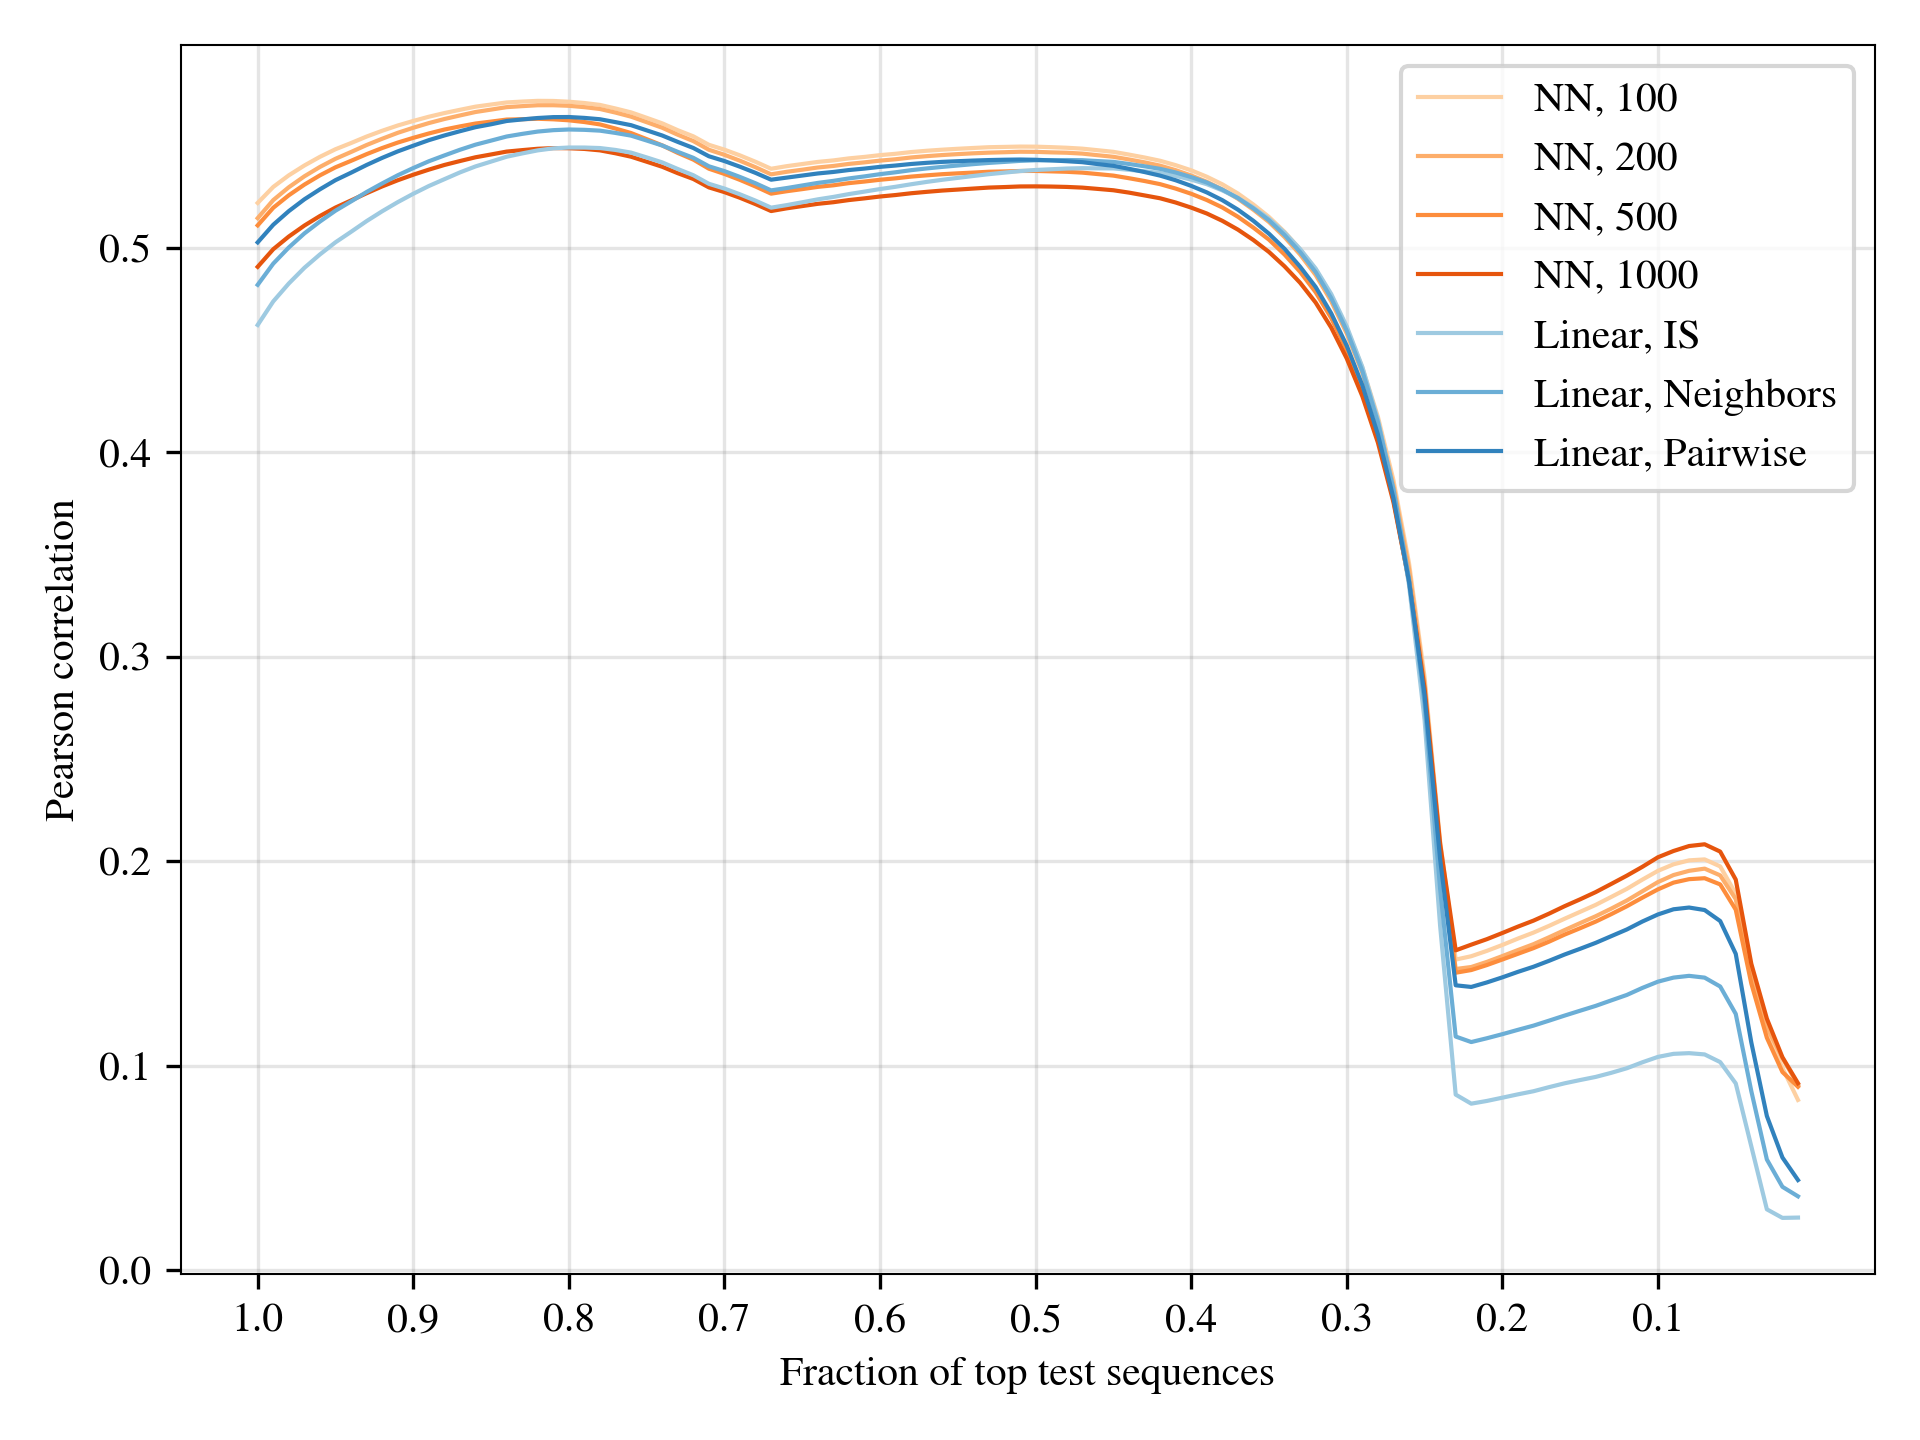 NN, 100
NN, 200
NN, 500
NN, 1000
Linear, IS
Linear, Neighbors
Linear, Pairwise
0.5
0.4
0.3
0.2
0.1
0.0
Pearson correlation
1.0 0.9 0.8 0.7 0.6 0.5 0.4 0.3 0.2 0.1
Fraction of top test sequences